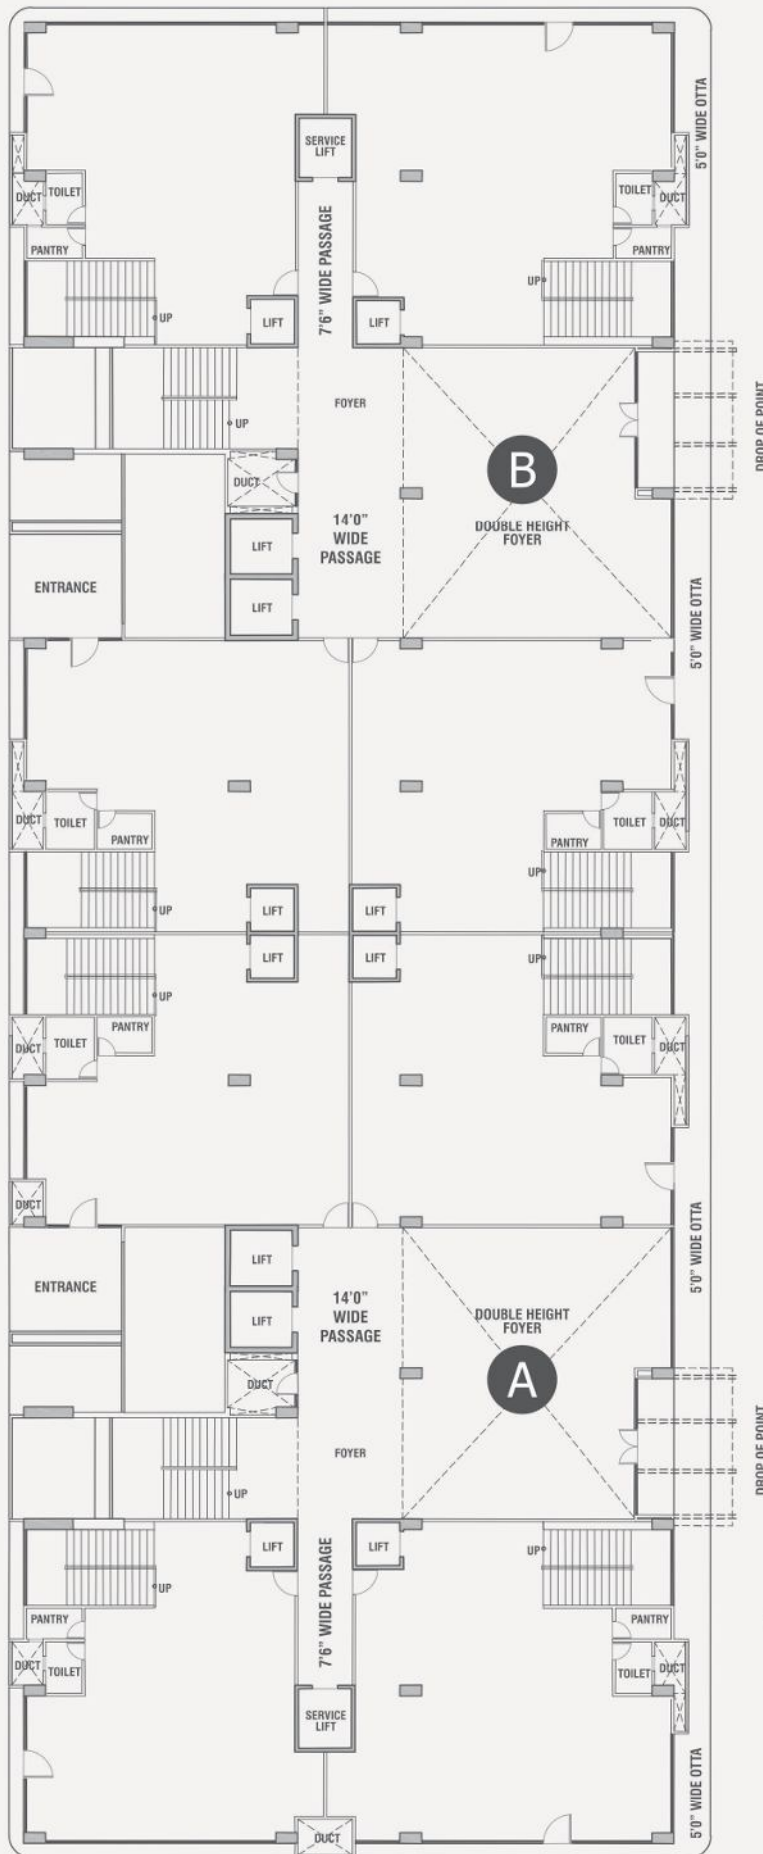 5'0" WIDE OTTA
SERVICE
LIFT
DUCT
TOILET
TOILET
DUCT
7'6" WIDE PASSAGE
PANTRY
PANTRY
UP
UP
LIFT
LIFT
FOYER
UP
DROP OF POINT
B
DUCT
14'0"
WIDE
PASSAGE
DOUBLE HEIGHT
FOYER
LIFT
ENTRANCE
LIFT
5'0" WIDE OTTA
DUCT
TOILET
PANTRY
PANTRY
TOILET
DUCT
UP
UP
LIFT
LIFT
LIFT
LIFT
UP
UP
PANTRY
PANTRY
DUCT
TOILET
TOILET
DUCT
DUCT
5'0" WIDE OTTA
LIFT
ENTRANCE
14'0"
WIDE
PASSAGE
DOUBLE HEIGHT
FOYER
LIFT
A
DUCT
DROP OF POINT
FOYER
UP
LIFT
LIFT
UP
UP
7'6" WIDE PASSAGE
PANTRY
PANTRY
DUCT
TOILET
TOILET
DUCT
SERVICE
LIFT
5'0" WIDE OTTA
DUCT